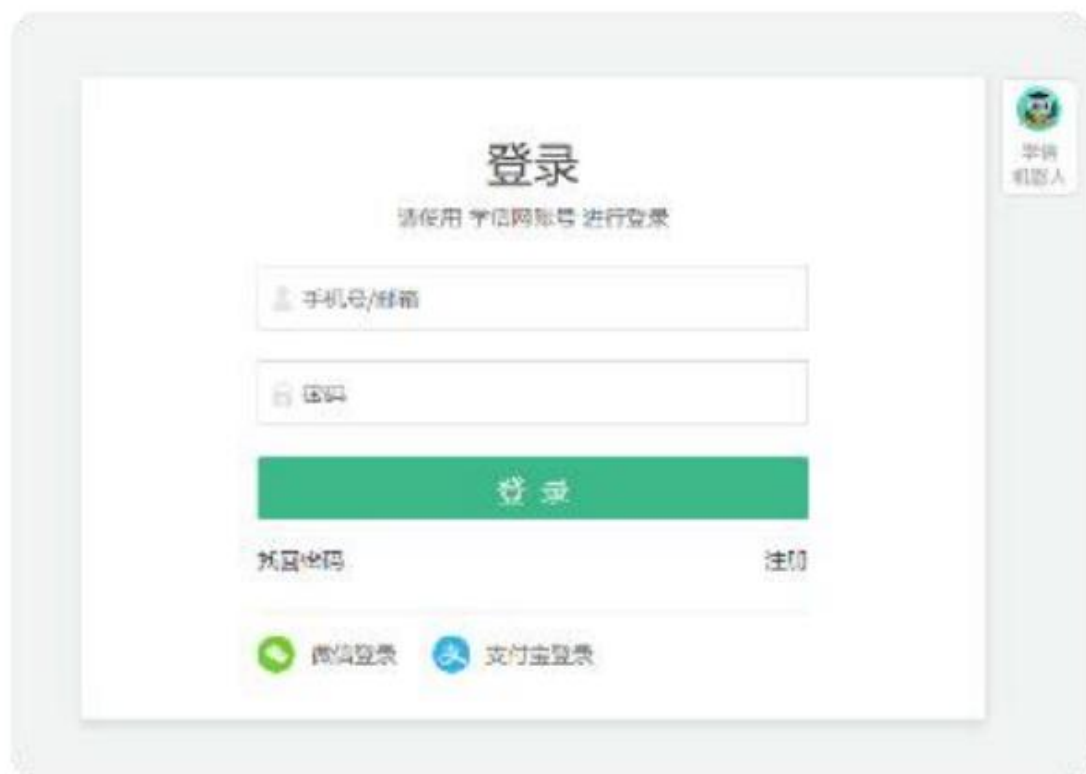 登录
请使用 学信网账号 进行登录
手机号/邮箱
密码
登 录
找回密码
注册
微信登录
支付宝登录
学信
机器人